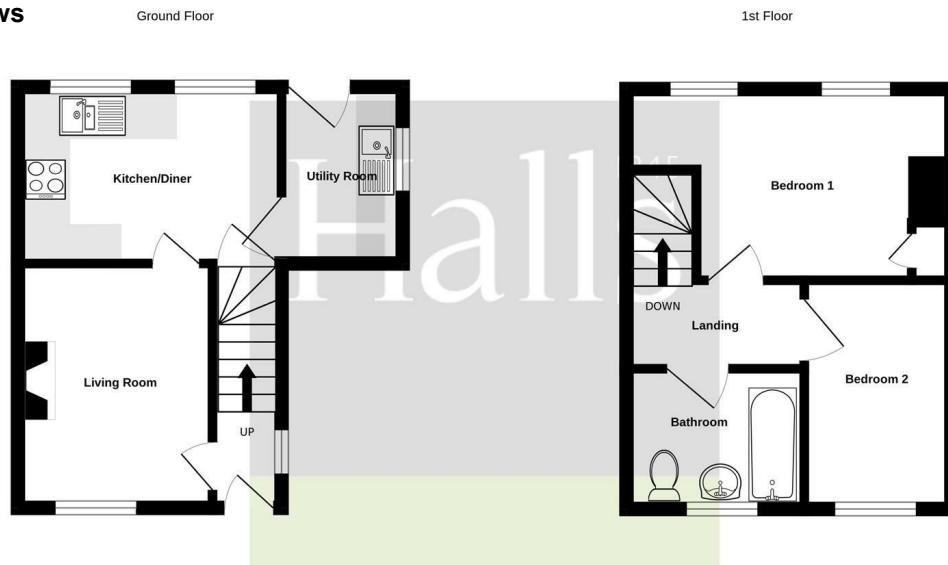 ws
Ground Floor
1st Floor
Kitchen/Diner
Utility Room
Living Room
UP
Halls
1845
Bedroom 1
DOWN
Landing
Bedroom 2
Bathroom